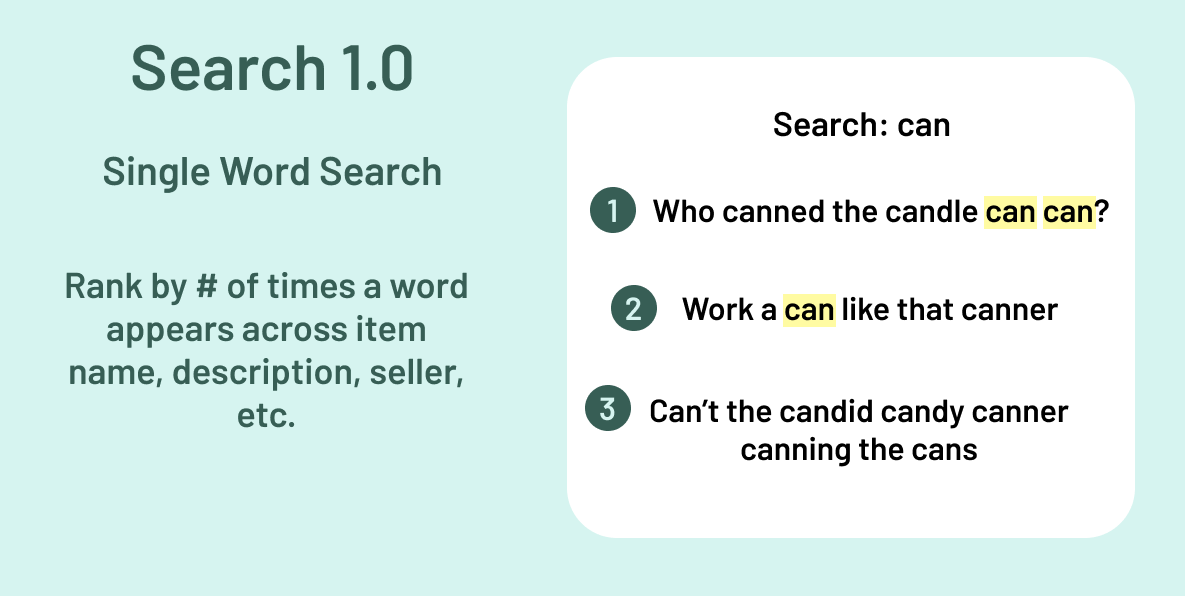 Search 1.0
Single Word Search
Rank by # of times a word
appears across item
name, description, seller,
etc.
Search: can
1 Who canned the candle can can?
2 Work a can like that canner
3 Can’t the candid candy canner
canning the cans